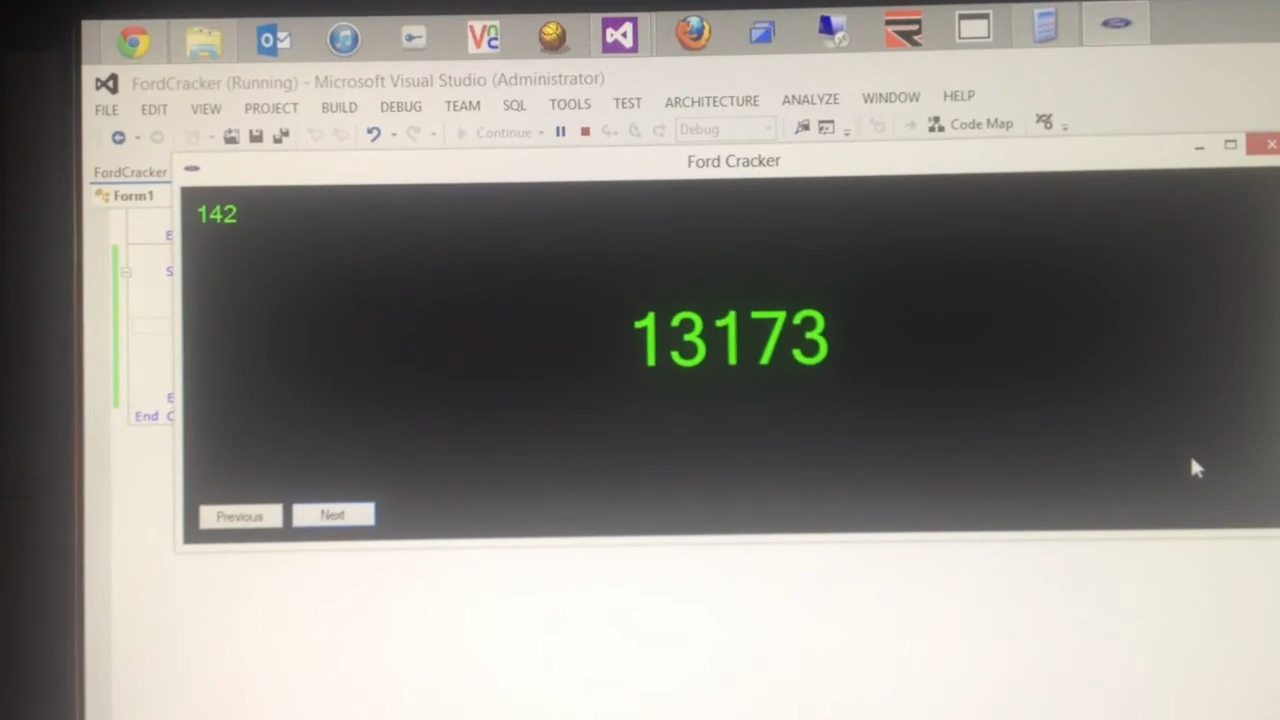 FordCracker (Running) - Microsoft Visual Studio (Administrator)
FILE EDIT VIEW PROJECT BUILD DEBUG TEAM SQL TOOLS TEST ARCHITECTURE ANALYZE WINDOW HELP
Continue Debug Code Map
FordCracker
Ford Cracker
Form1
142
E
S
13173
E
End C
Previous Next